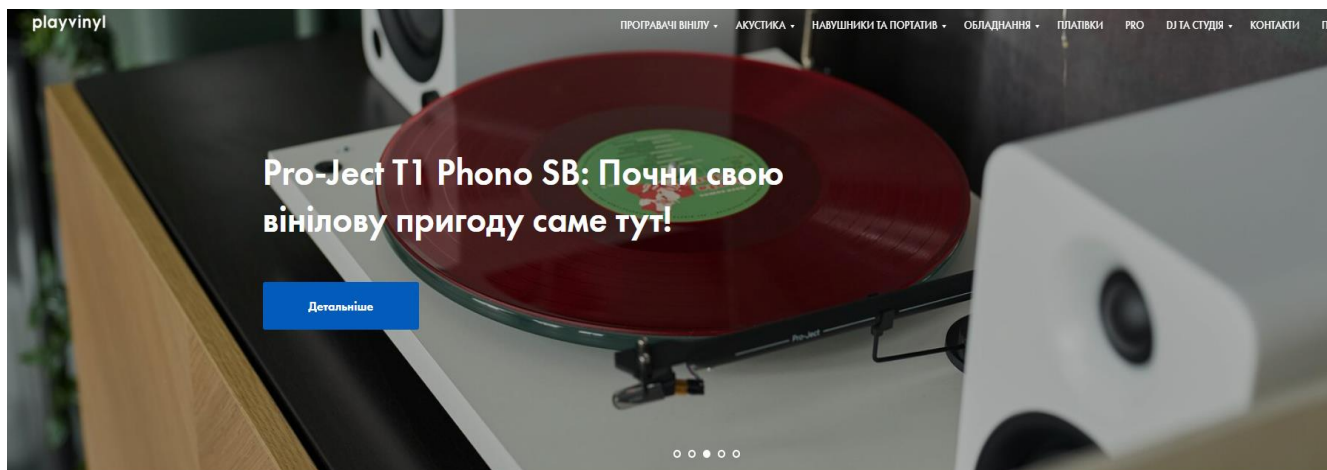 playvinyl
ПРОГРАВАЧІ ВІНІЛУ
АКУСТИКА
НАВУШНИКИ ТА ПОРТАТИВ
ОБЛАДНАННЯ
ПЛАТІВКИ
PRO
DJ ТА СТУДІЯ
КОНТАКТИ
Pro-Ject T1 Phono SB: Почни свою
вінілову пригоду саме тут!
Детальніше
Pro-Ject